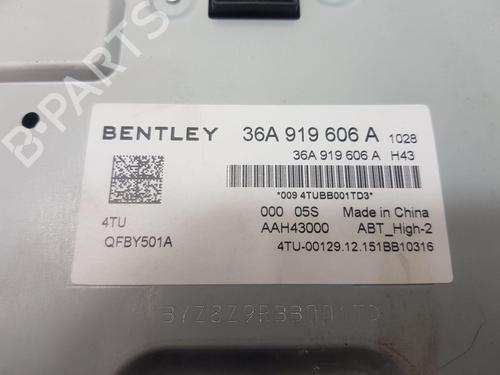 B-PARTS
BENTLEY 36A 919 606 A 1028
36A 919 606 A H43
*009 4TUBB001TD3*
4TU 000 05S Made in China
QFBY501A AAH43000 ABT_High-2
4TU-00129.12.151BB10316